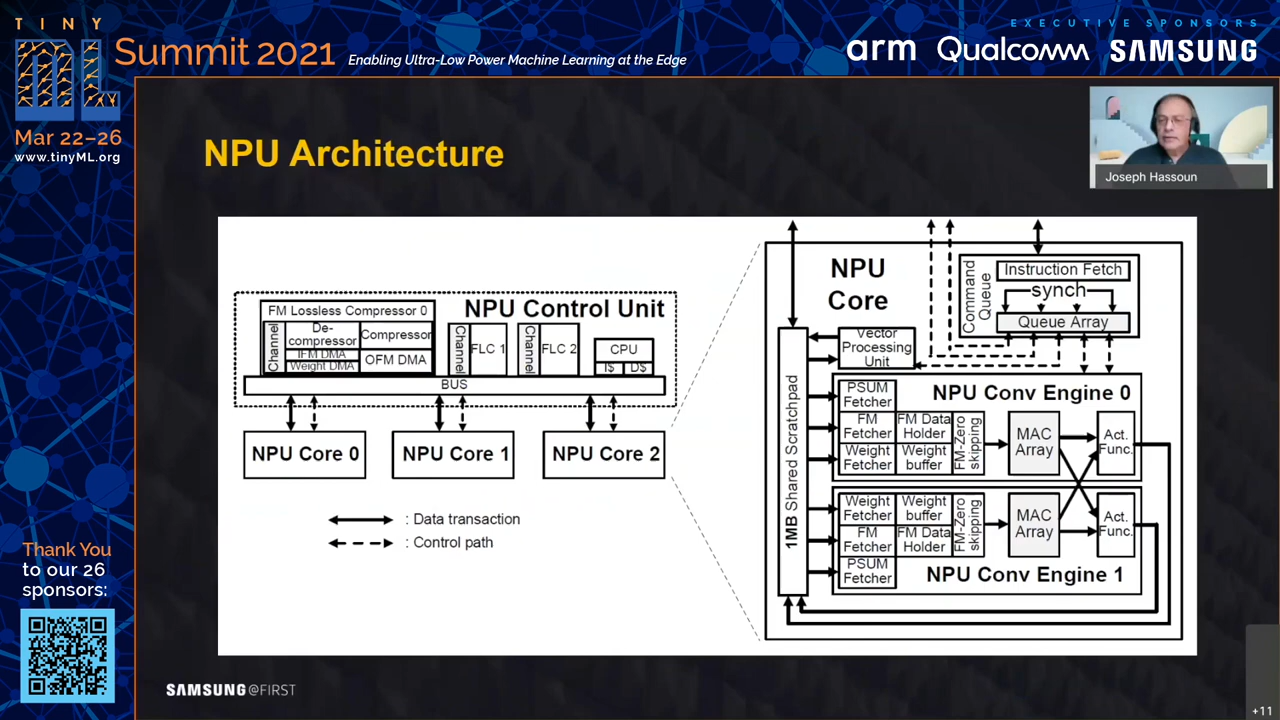 TINY
ML
Summit 2021
Enabling Ultra-Low Power Machine Learning at the Edge
EXECUTIVE SPONSORS
arm
Qualcomm
SAMSUNG
Mar 22–26
www.tinyML.org
Joseph Hassoun
NPU Architecture
NPU Control Unit
FM Lossless Compressor 0
Channel
De-
compressor
IFM DMA
Weight DMA
Compressor
OFM DMA
Channel
FLC 1
Channel
FLC 2
CPU
I$
D$
BUS
NPU Core 0
NPU Core 1
NPU Core 2
: Data transaction
: Control path
NPU
Core
Command
Queue
Instruction Fetch
synch
Queue Array
1MB Shared Scratchpad
Vector
Processing
Unit
NPU Conv Engine 0
PSUM
Fetcher
FM
Fetcher
FM Data
Holder
Weight
Fetcher
Weight
buffer
FM-Zero
skipping
MAC
Array
Act.
Func.
Weight
Fetcher
Weight
buffer
FM
Fetcher
FM Data
Holder
FM-Zero
skipping
MAC
Array
Act.
Func.
PSUM
Fetcher
NPU Conv Engine 1
Thank You
to our 26
sponsors:
SAMSUNG@FIRST
+11